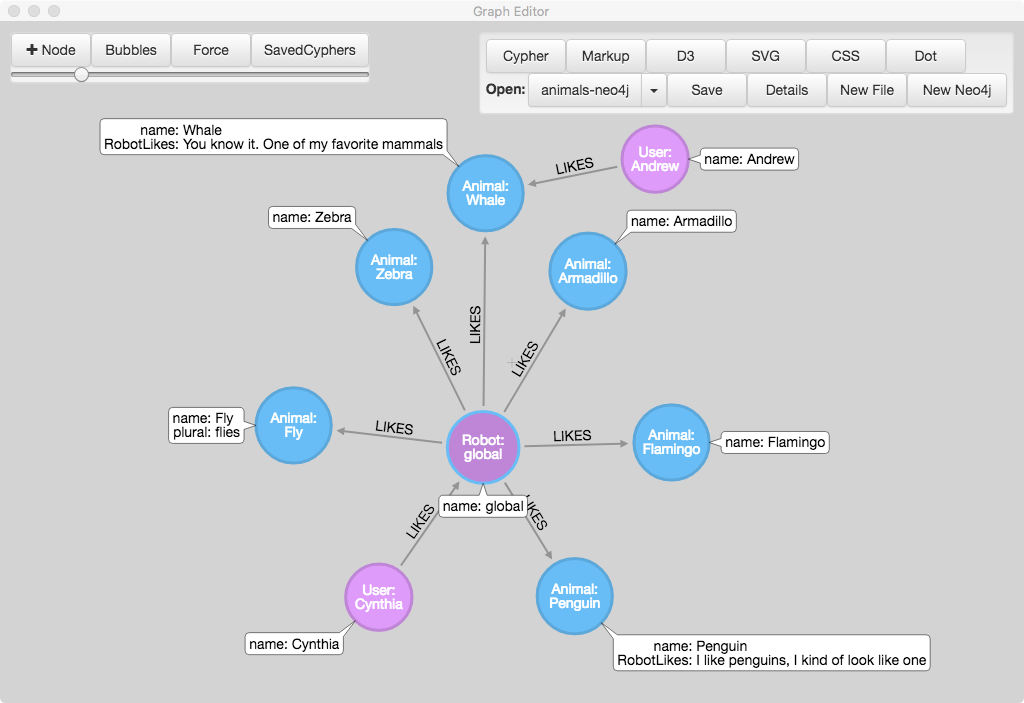 Graph Editor
+ Node
Bubbles
Force
SavedCyphers
Cypher
Markup
D3
SVG
CSS
Dot
Open:
animals-neo4j
Save
Details
New File
New Neo4j
name: Whale
RobotLikes: You know it. One of my favorite mammals
Animal:
Whale
LIKES
User:
Andrew
name: Andrew
name: Zebra
Animal:
Zebra
name: Armadillo
Animal:
Armadillo
LIKES
LIKES
LIKES
name: Fly
plural: flies
Animal:
Fly
LIKES
Robot:
global
LIKES
Animal:
Flamingo
name: Flamingo
name: global
LIKES
LIKES
User:
Cynthia
name: Cynthia
Animal:
Penguin
name: Penguin
RobotLikes: I like penguins, I kind of look like one